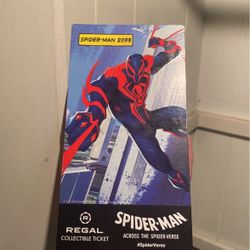 SPIDER-MAN 2099
R
REGAL
COLLECTIBLE TICKET
SPIDER-MAN
ACROSS THE SPIDER-VERSE
#SpiderVerse